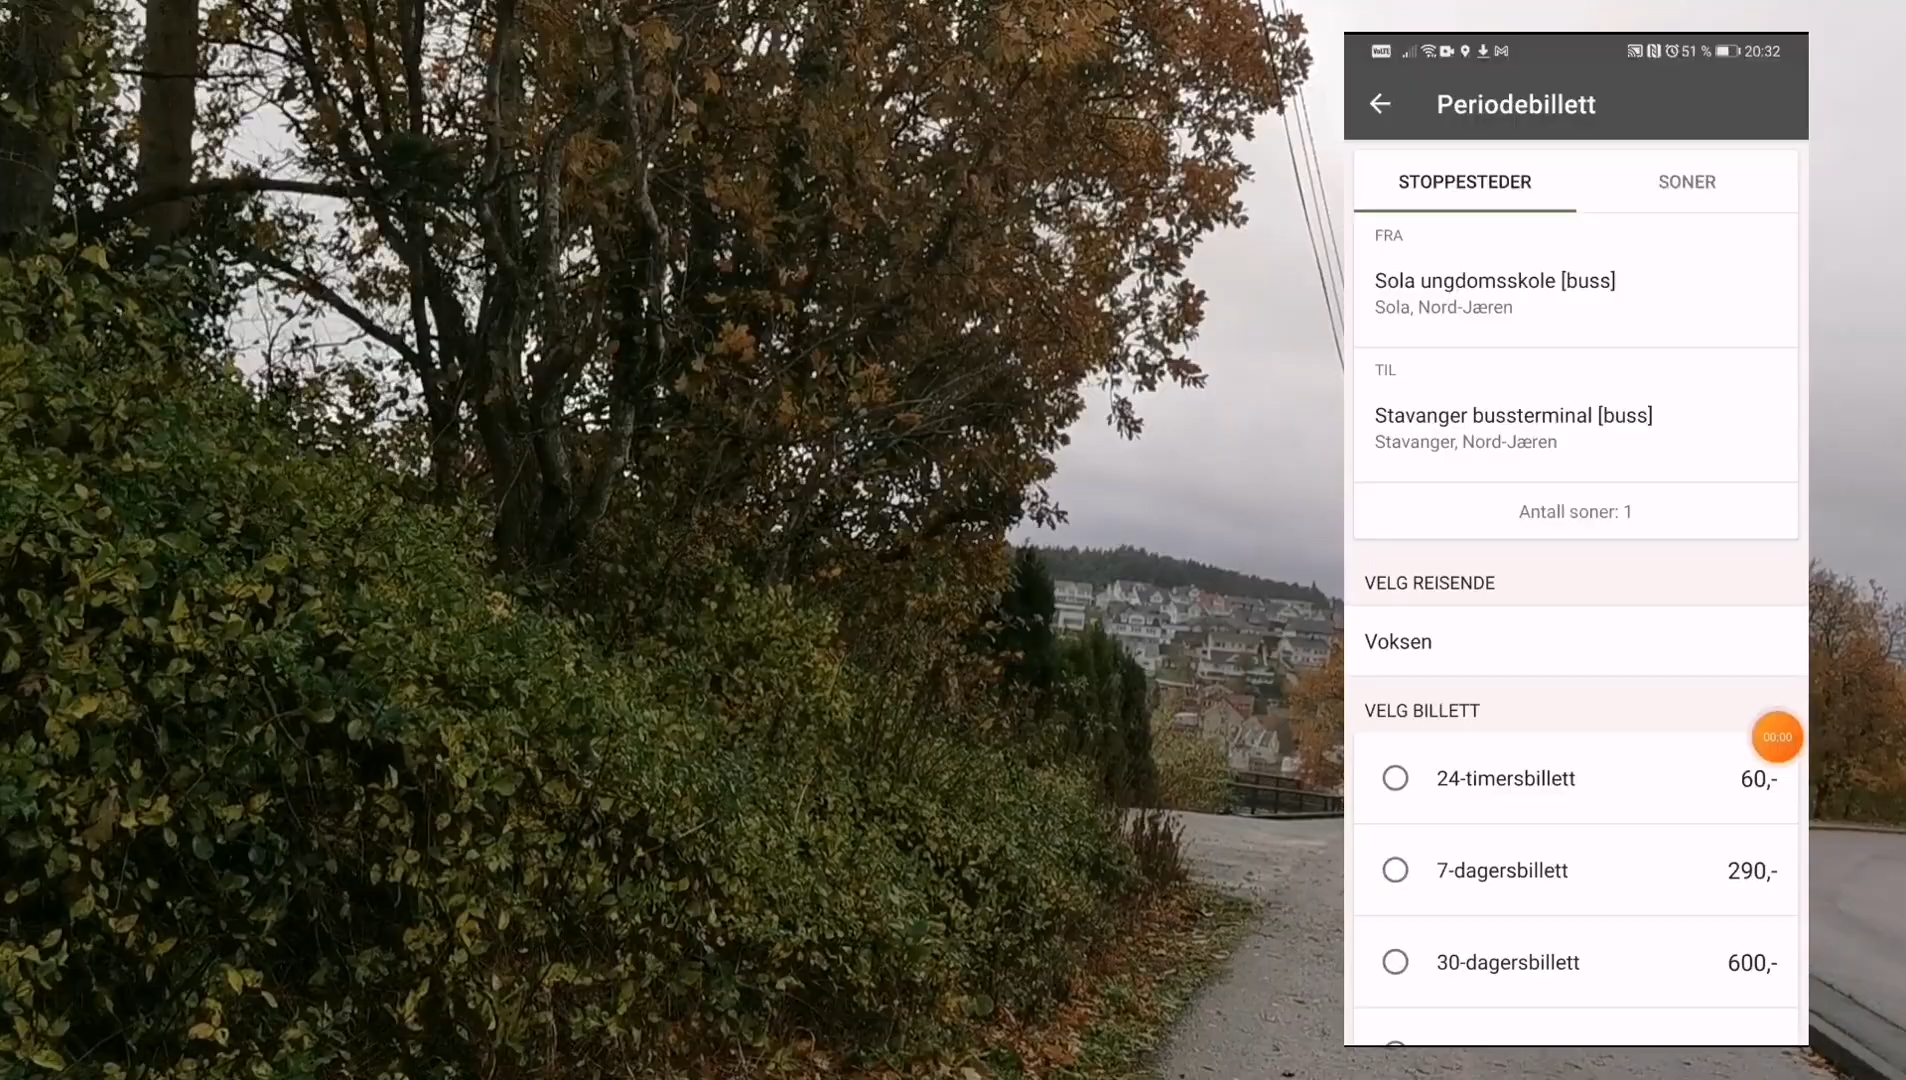 VoLTE 51 % 20:32
Periodebillett
STOPPESTEDER SONER
FRA
Sola ungdomsskole [buss]
Sola, Nord-Jæren
TIL
Stavanger bussterminal [buss]
Stavanger, Nord-Jæren
Antall soner: 1
VELG REISENDE
Voksen
VELG BILLETT
00:00
24-timersbillett 60,-
7-dagersbillett 290,-
30-dagersbillett 600,-